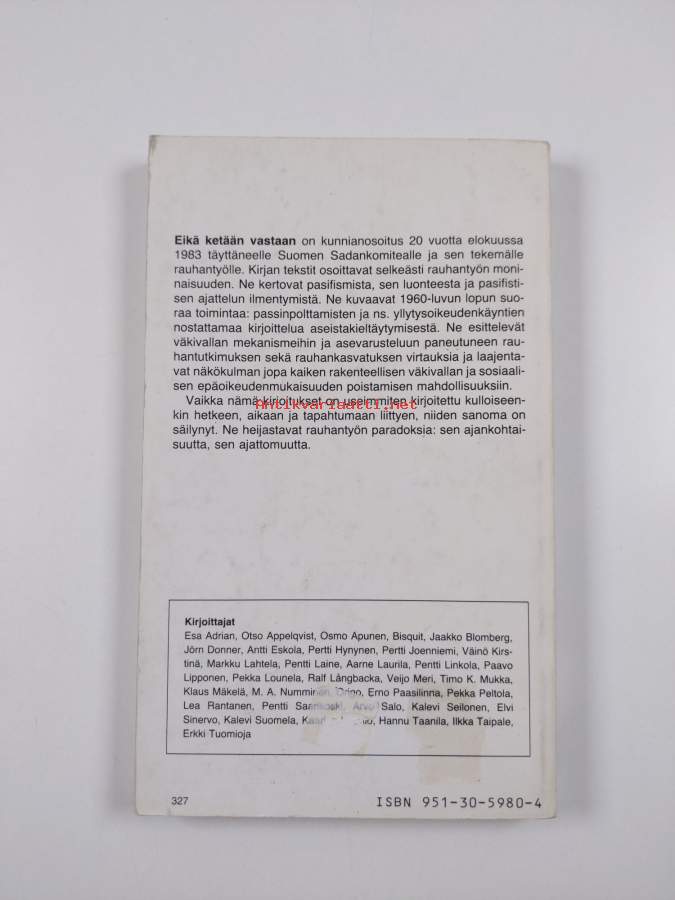 Eikä ketään vastaan on kunnianosoitus 20 vuotta elokuussa
1983 täyttäneelle Suomen Sadankomitealle ja sen tekemälle
rauhantyölle. Kirjan tekstit osoittavat selkeästi rauhantyön moni-
naisuuden. Ne kertovat pasifismista, sen luonteesta ja pasifisti-
sen ajattelun ilmentymistä. Ne kuvaavat 1960-luvun lopun suo-
raa toimintaa: passinpolttamisten ja ns. yllytysoikeudenkäyntien
nostattamaa kirjoittelua aseistakieltäytymisestä. Ne esittelevät
väkivallan mekanismeihin ja asevarusteluun paneutuneen rau-
hantutkimuksen sekä rauhankasvatuksen virtauksia ja laajenta-
vat näkökulman jopa kaiken rakenteellisen väkivallan ja sosiaali-
sen epäoikeudenmukaisuuden poistamisen mahdollisuuksiin.
Vaikka nämä kirjoitukset on useimmiten kirjoitettu kulloiseen-
kin hetkeen, aikaan ja tapahtumaan liittyen, niiden sanoma on
säilynyt. Ne heijastavat rauhantyön paradoksia: sen ajankohtai-
suutta, sen ajattomuutta.
Antikvariaatti.net
Kirjoittajat
Esa Adrian, Otso Appelqvist, Osmo Apunen, Bisquit, Jaakko Blomberg,
Jörn Donner, Antti Eskola, Pertti Hynynen, Pertti Joenniemi, Väinö Kirs-
tinä, Markku Lahtela, Pentti Laine, Aarne Laurila, Pentti Linkola, Paavo
Lipponen, Pekka Lounela, Ralf Långbacka, Veijo Meri, Timo K. Mukka,
Klaus Mäkelä, M. A. Numminen, Origo, Erno Paasilinna, Pekka Peltola,
Lea Rantanen, Pentti Saarikoski, Arvo Salo, Kalevi Seilonen, Elvi
Sinervo, Kalevi Suomela, Hannu Taanila, Ilkka Taipale,
Erkki Tuomioja
327
ISBN 951-30-5980-4